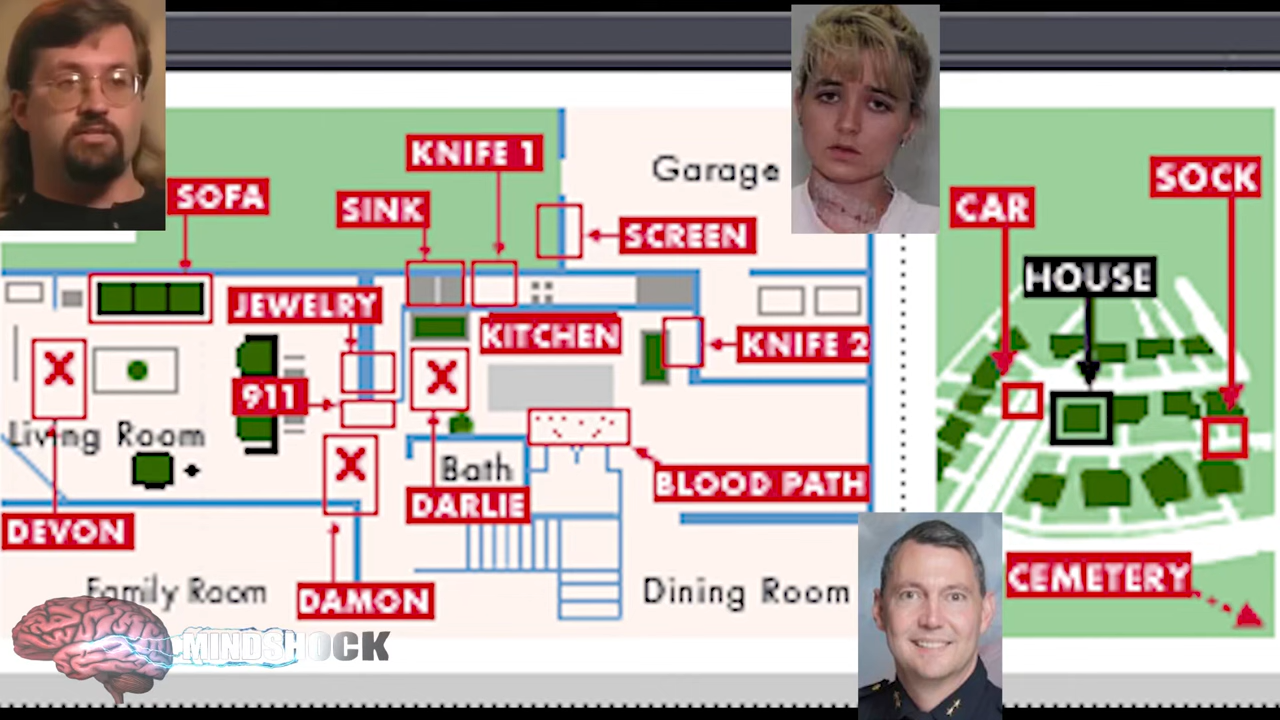 KNIFE 1
Garage
SOCK
SOFA
SINK
CAR
SCREEN
HOUSE
JEWELRY
KITCHEN
KNIFE 2
911
Living Room
Bath
BLOOD PATH
DARLIE
DEVON
CEMETERY
Family Room
DAMON
Dining Room
MINDSHOCK